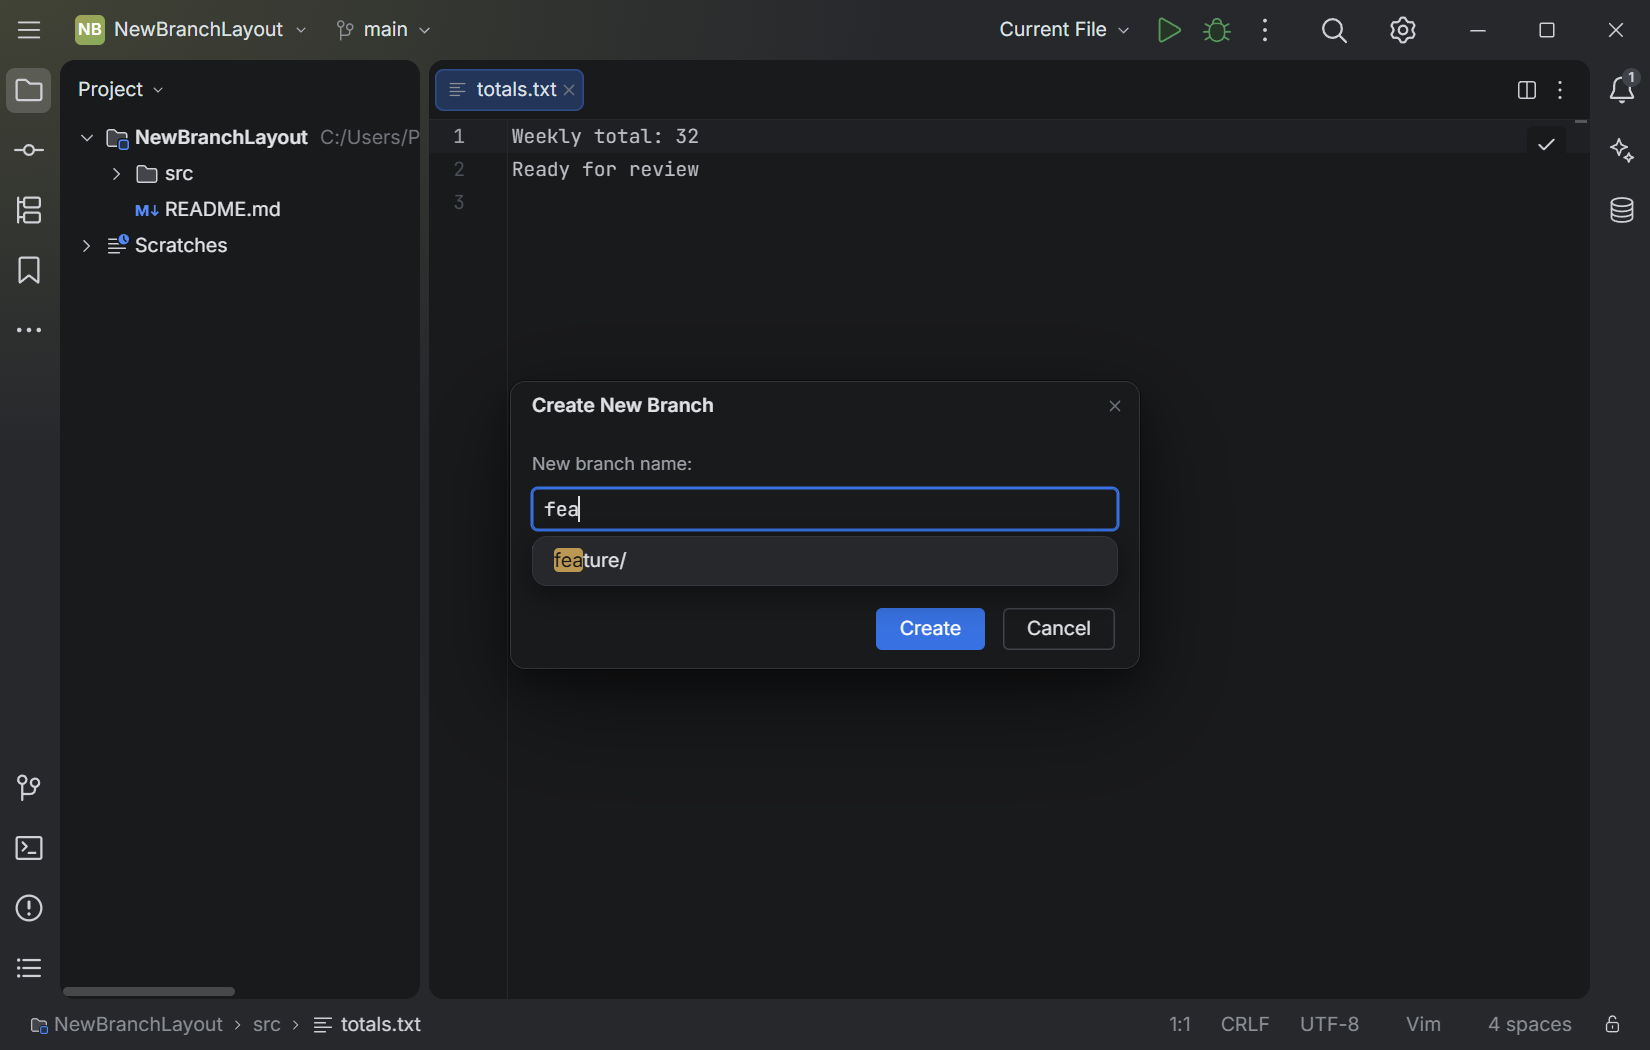 NB NewBranchLayout main Current File
Project
totals.txt
1
NewBranchLayout C:/Users/P
src
M↓ README.md
Scratches
1 Weekly total: 32
2 Ready for review
3
Create New Branch
New branch name:
fea
feature/
Create Cancel
NewBranchLayout › src › totals.txt 1:1 CRLF UTF-8 Vim 4 spaces